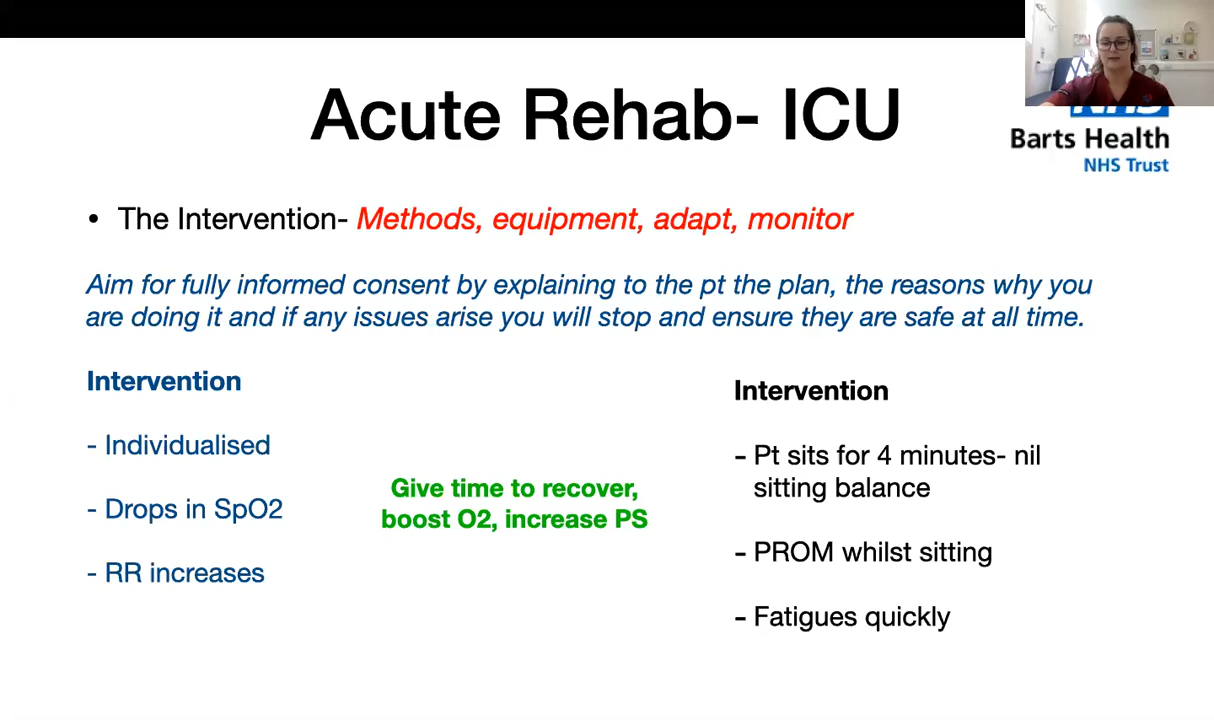 Acute Rehab- ICU
NHS
Barts Health
NHS Trust
• The Intervention- Methods, equipment, adapt, monitor
Aim for fully informed consent by explaining to the pt the plan, the reasons why you
are doing it and if any issues arise you will stop and ensure they are safe at all time.
Intervention
- Individualised
- Drops in SpO2
- RR increases
Give time to recover,
boost O2, increase PS
Intervention
- Pt sits for 4 minutes- nil
sitting balance
- PROM whilst sitting
- Fatigues quickly